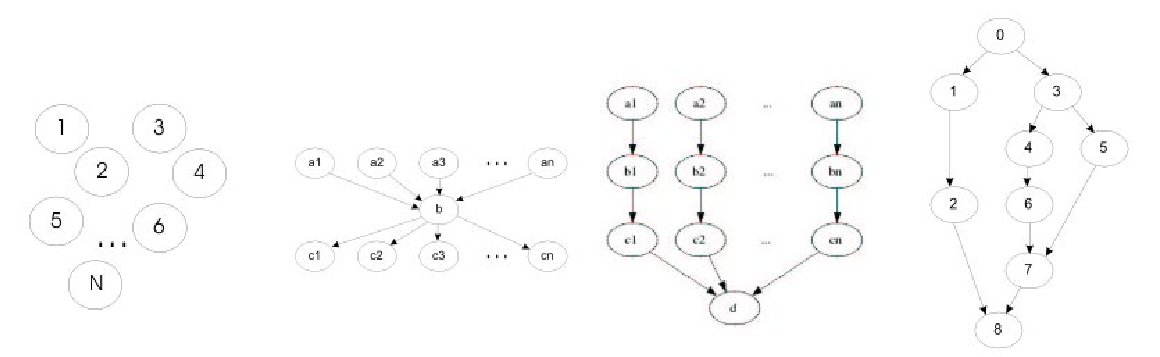 1 3
2 4
5 6
...
N
a1 a2 a3 ... an
b
c1 c2 c3 ... cn
a1 a2 ... an
b1 b2 ... bn
c1 c2 ... cn
d
0
1 3
4 5
2 6
7
8